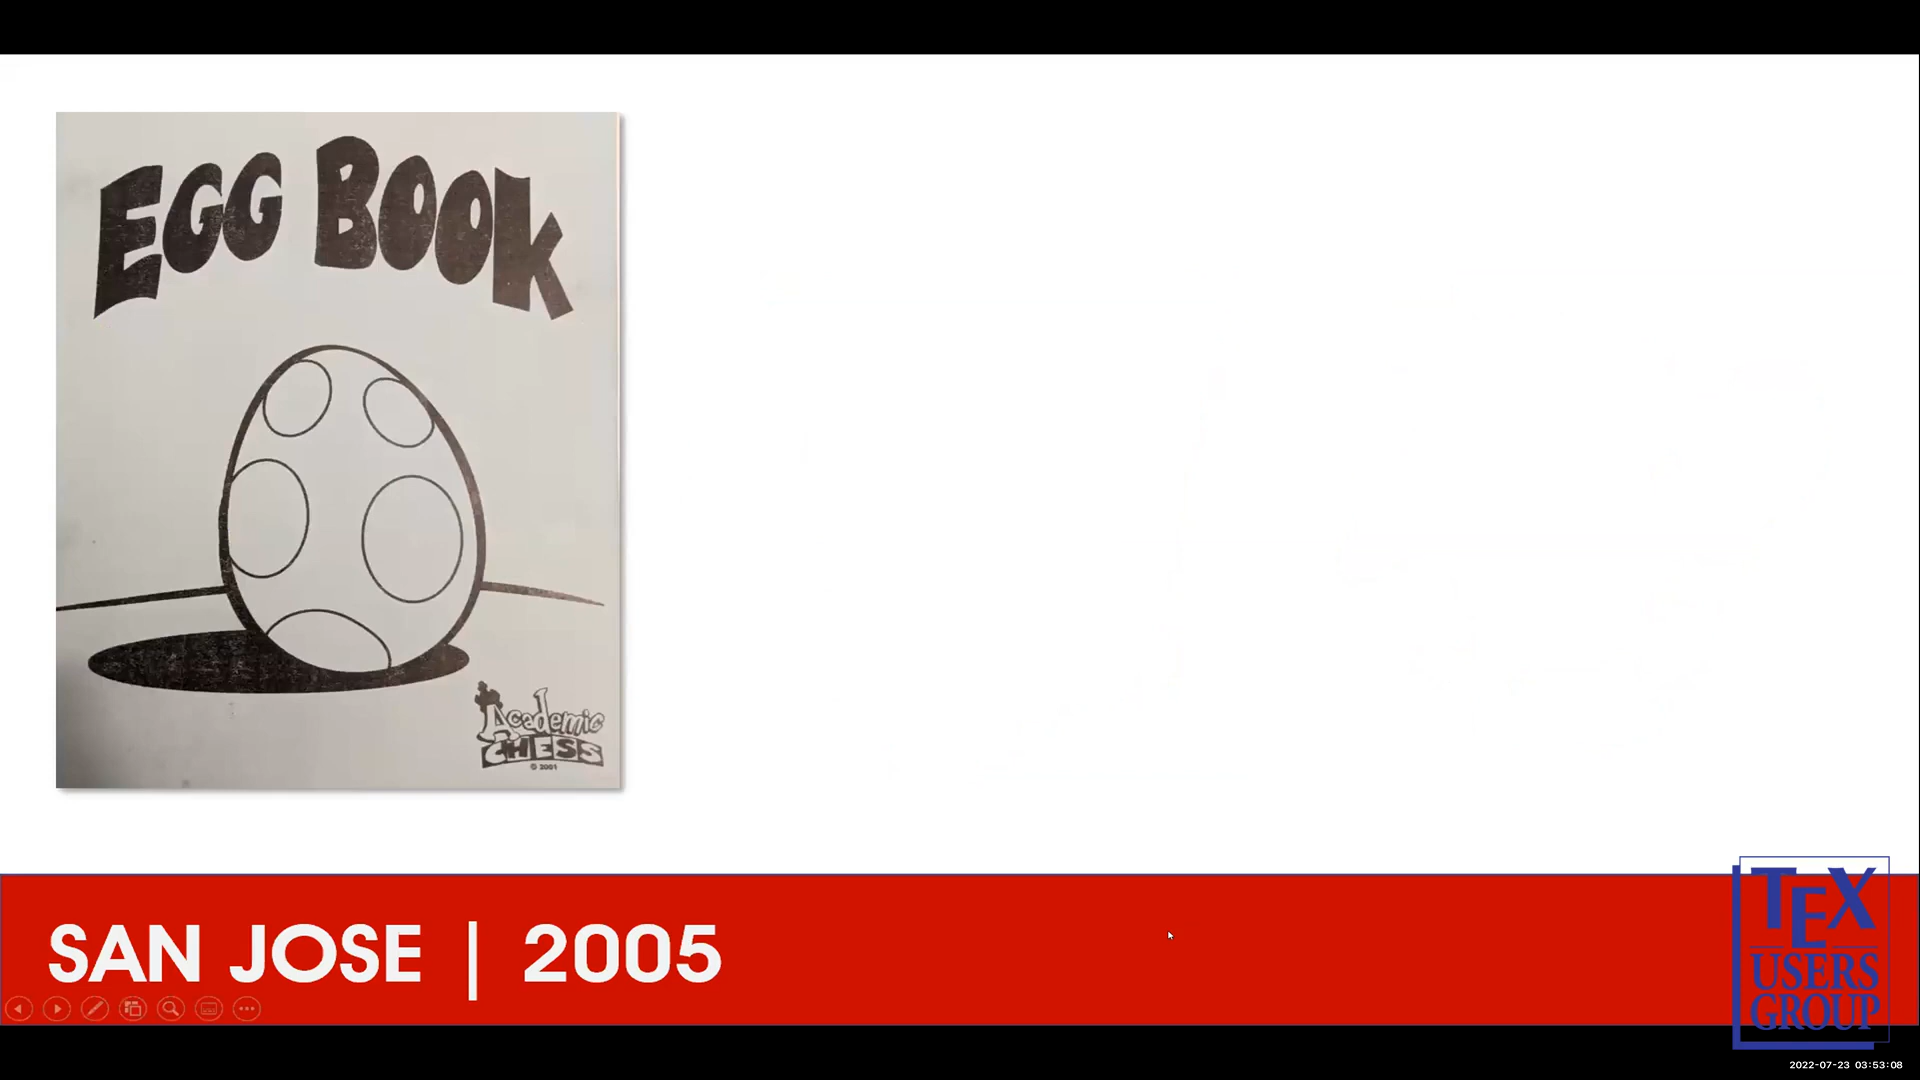 EGG BOOK
Academic
CHESS
© 2001
SAN JOSE | 2005
TEX
USERS
GROUP
2022-07-23 03:53:08